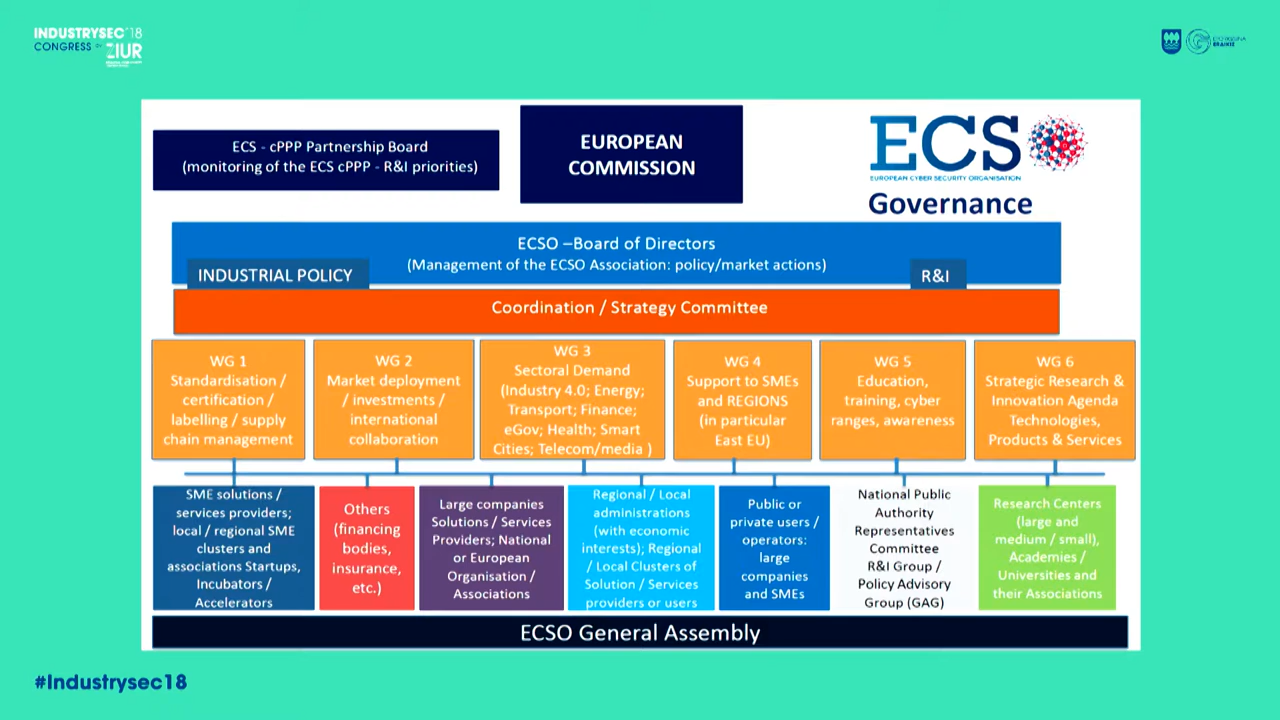 INDUSTRYSEC'18
CONGRESS BY ZIUR
ECS - cPPP Partnership Board
(monitoring of the ECS cPPP - R&I priorities)
EUROPEAN
COMMISSION
ECS
EUROPEAN CYBER SECURITY ORGANISATION
Governance
ECSO –Board of Directors
(Management of the ECSO Association: policy/market actions)
INDUSTRIAL POLICY
R&I
Coordination / Strategy Committee
WG 1
Standardisation /
certification /
labelling / supply
chain management
WG 2
Market deployment
/ investments /
international
collaboration
WG 3
Sectoral Demand
(Industry 4.0; Energy;
Transport; Finance;
eGov; Health; Smart
Cities; Telecom/media )
WG 4
Support to SMEs
and REGIONS
(in particular
East EU)
WG 5
Education,
training, cyber
ranges, awareness
WG 6
Strategic Research &
Innovation Agenda
Technologies,
Products & Services
SME solutions /
services providers;
local / regional SME
clusters and
associations Startups,
Incubators /
Accelerators
Others
(financing
bodies,
insurance,
etc.)
Large companies
Solutions / Services
Providers; National
or European
Organisation /
Associations
Regional / Local
administrations
(with economic
interests); Regional
/ Local Clusters of
Solution / Services
providers or users
Public or
private users /
operators:
large
companies
and SMEs
National Public
Authority
Representatives
Committee
R&I Group /
Policy Advisory
Group (GAG)
Research Centers
(large and
medium / small),
Academies /
Universities and
their Associations
ECSO General Assembly
#Industrysec18